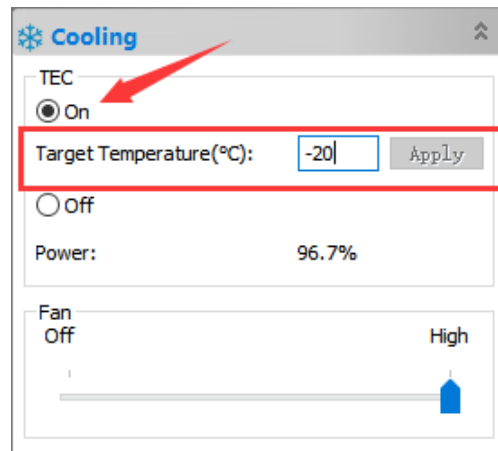 Cooling
TEC
On
Target Temperature(°C): -20 Apply
Off
Power: 96.7%
Fan
Off High